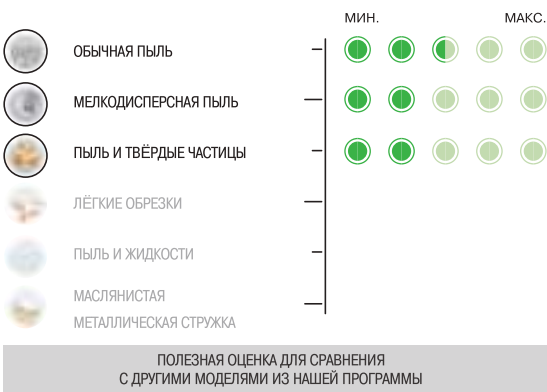 МИН. МАКС.
ОБЫЧНАЯ ПЫЛЬ
МЕЛКОДИСПЕРСНАЯ ПЫЛЬ
ПЫЛЬ И ТВЁРДЫЕ ЧАСТИЦЫ
ЛЁГКИЕ ОБРЕЗКИ
ПЫЛЬ И ЖИДКОСТИ
МАСЛЯНИСТАЯ
МЕТАЛЛИЧЕСКАЯ СТРУЖКА
ПОЛЕЗНАЯ ОЦЕНКА ДЛЯ СРАВНЕНИЯ
С ДРУГИМИ МОДЕЛЯМИ ИЗ НАШЕЙ ПРОГРАММЫ